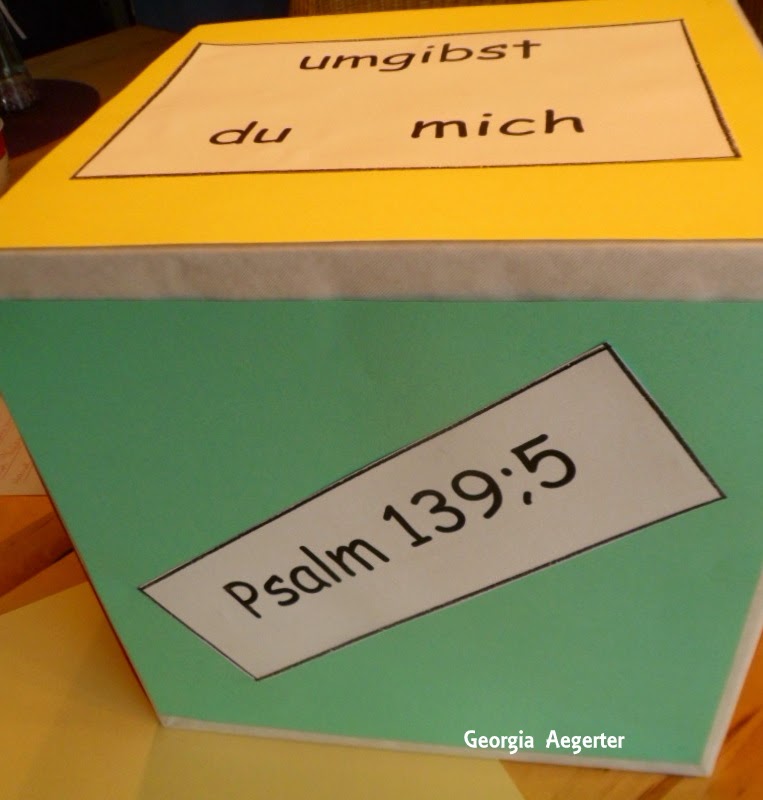 umgibst
du mich
Psalm 139;5
Georgia Aegerter